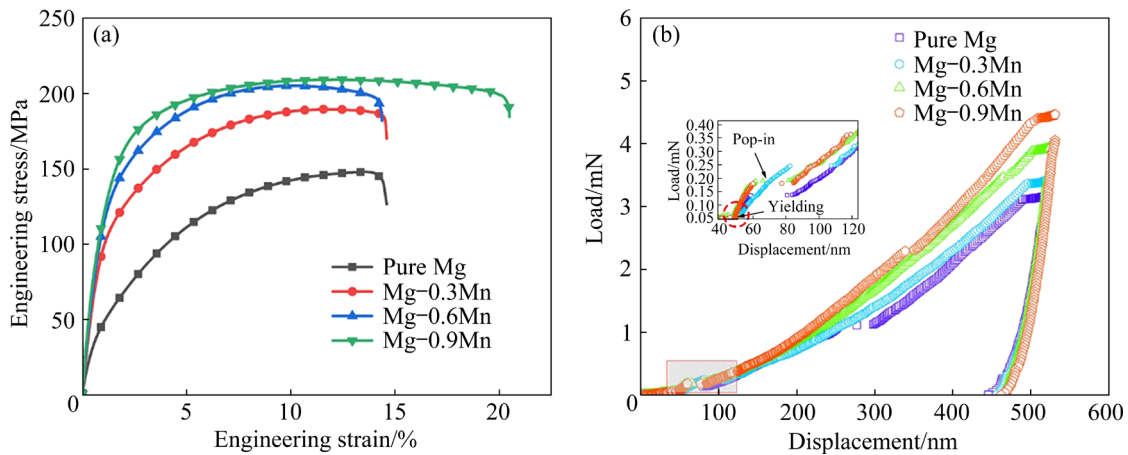 (a)
250
200
150
100
50
0
5
10
15
20
Engineering stress/MPa
Engineering strain/%
Pure Mg
Mg−0.3Mn
Mg−0.6Mn
Mg−0.9Mn
(b)
6
5
4
3
2
1
0
0
100
200
300
400
500
600
Load/mN
Displacement/nm
Pure Mg
Mg−0.3Mn
Mg−0.6Mn
Mg−0.9Mn
0.40
0.35
0.30
0.25
0.20
0.15
0.10
0.05
40
60
80
100
120
Load/mN
Displacement/nm
Pop-in
Yielding